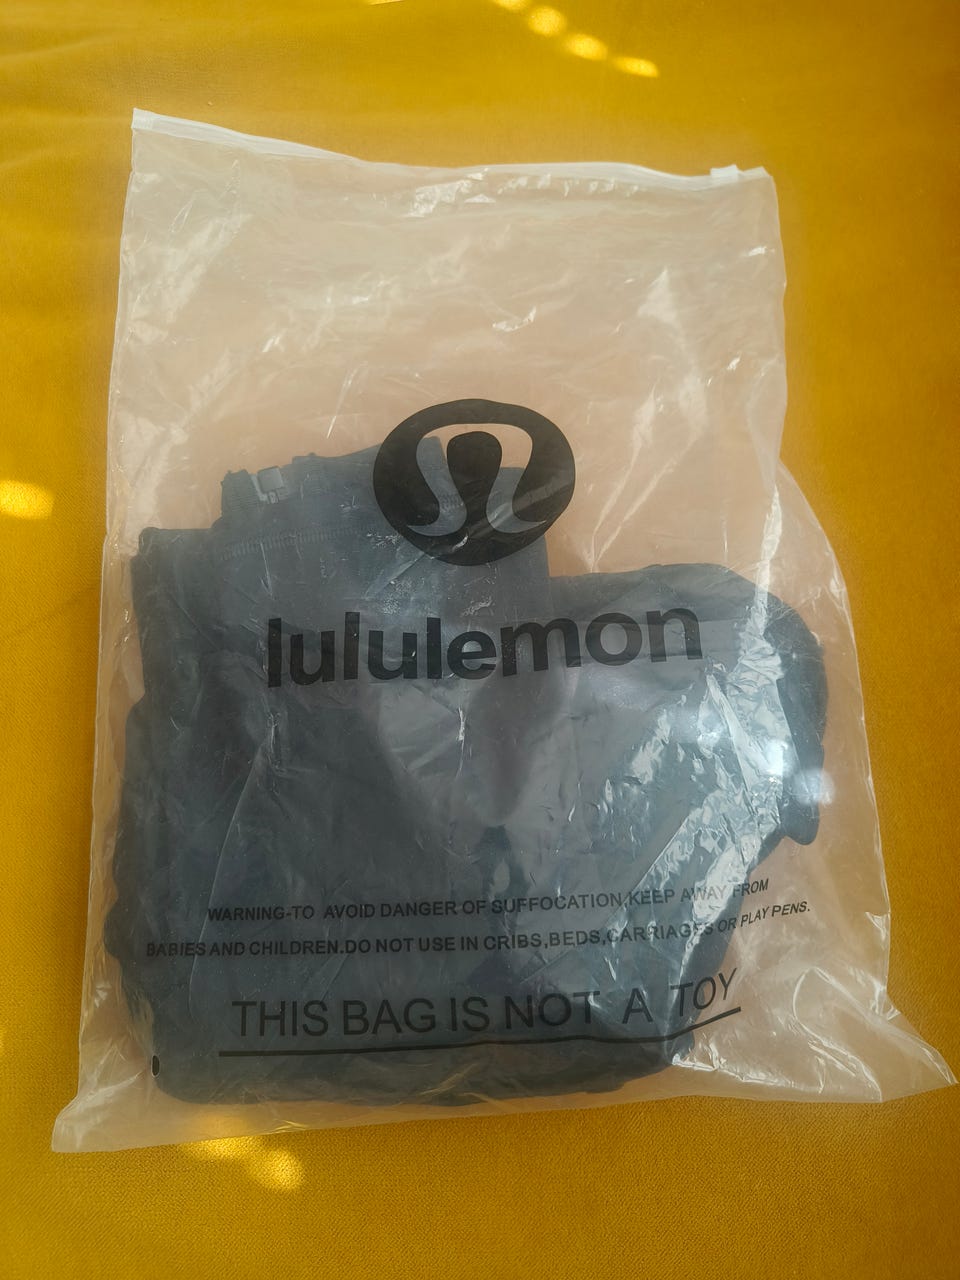 lululemon
WARNING-TO AVOID DANGER OF SUFFOCATION,KEEP AWAY FROM
BABIES AND CHILDREN.DO NOT USE IN CRIBS,BEDS,CARRIAGES OR PLAY PENS.
THIS BAG IS NOT A TOY